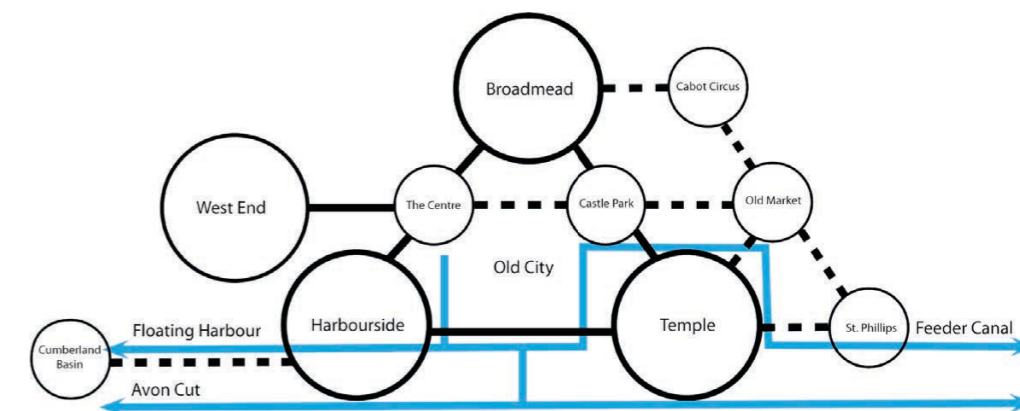 Broadmead
Cabot Circus
West End
The Centre
Castle Park
Old Market
Old City
Floating Harbour
Harbourside
Temple
St. Phillips
Feeder Canal
Cumberland
Basin
Avon Cut